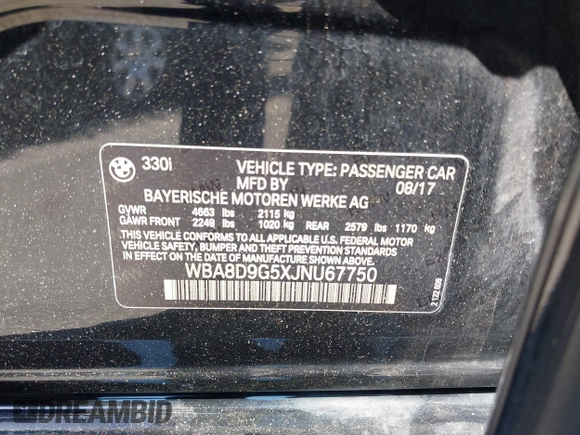 330i VEHICLE TYPE: PASSENGER CAR
MFD BY 08/17
BAYERISCHE MOTOREN WERKE AG
GVWR 4663 lbs 2115 kg
GAWR FRONT 2249 lbs 1020 kg REAR 2579 lbs 1170 kg
THIS VEHICLE CONFORMS TO ALL APPLICABLE U.S. FEDERAL MOTOR
VEHICLE SAFETY, BUMPER, AND THEFT PREVENTION STANDARDS
IN EFFECT ON THE DATE OF MANUFACTURE SHOWN ABOVE.
WBA8D9G5XJNU67750
DREAMBID